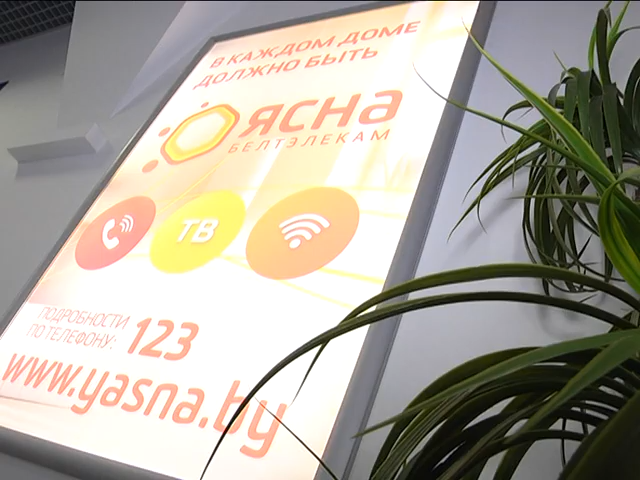 В КАЖДОМ ДОМЕ
ДОЛЖНО БЫТЬ
ЯСНА
БЕЛТЭЛЕКАМ
ТВ
ПОДРОБНОСТИ
ПО ТЕЛЕФОНУ: 123
www.yasna.by